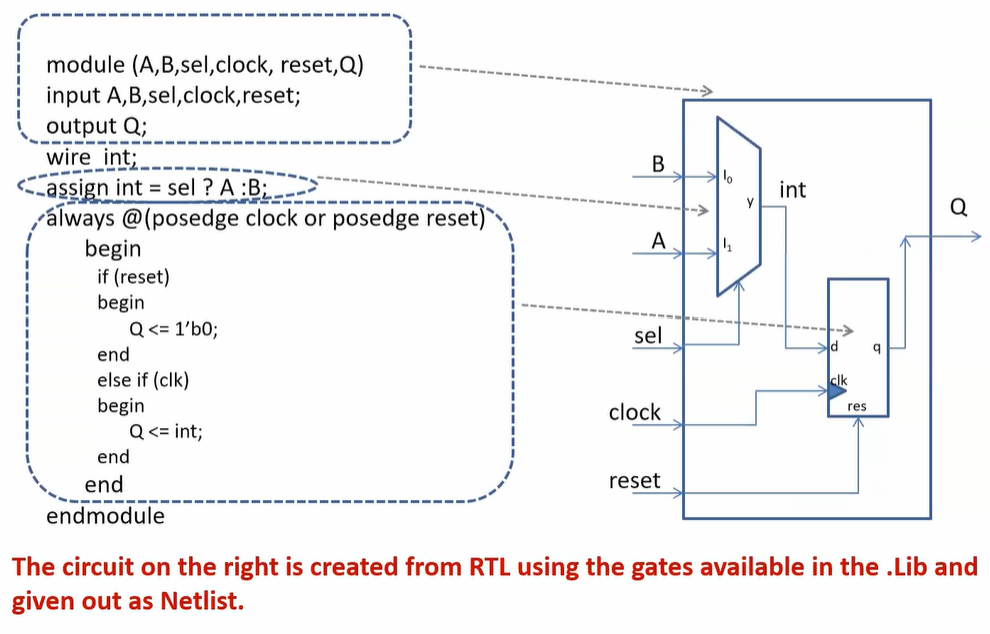 module (A,B,sel,clock, reset,Q)
input A,B,sel,clock,reset;
output Q;
wire  int;
assign int = sel ? A :B;
always @(posedge clock or posedge reset)
begin
if (reset)
begin
Q <= 1’b0;
end
else if (clk)
begin
Q <= int;
end
end
endmodule
B
I0
int
y
Q
A
I1
sel
d
q
clk
clock
res
reset
The circuit on the right is created from RTL using the gates available in the .Lib and
given out as Netlist.